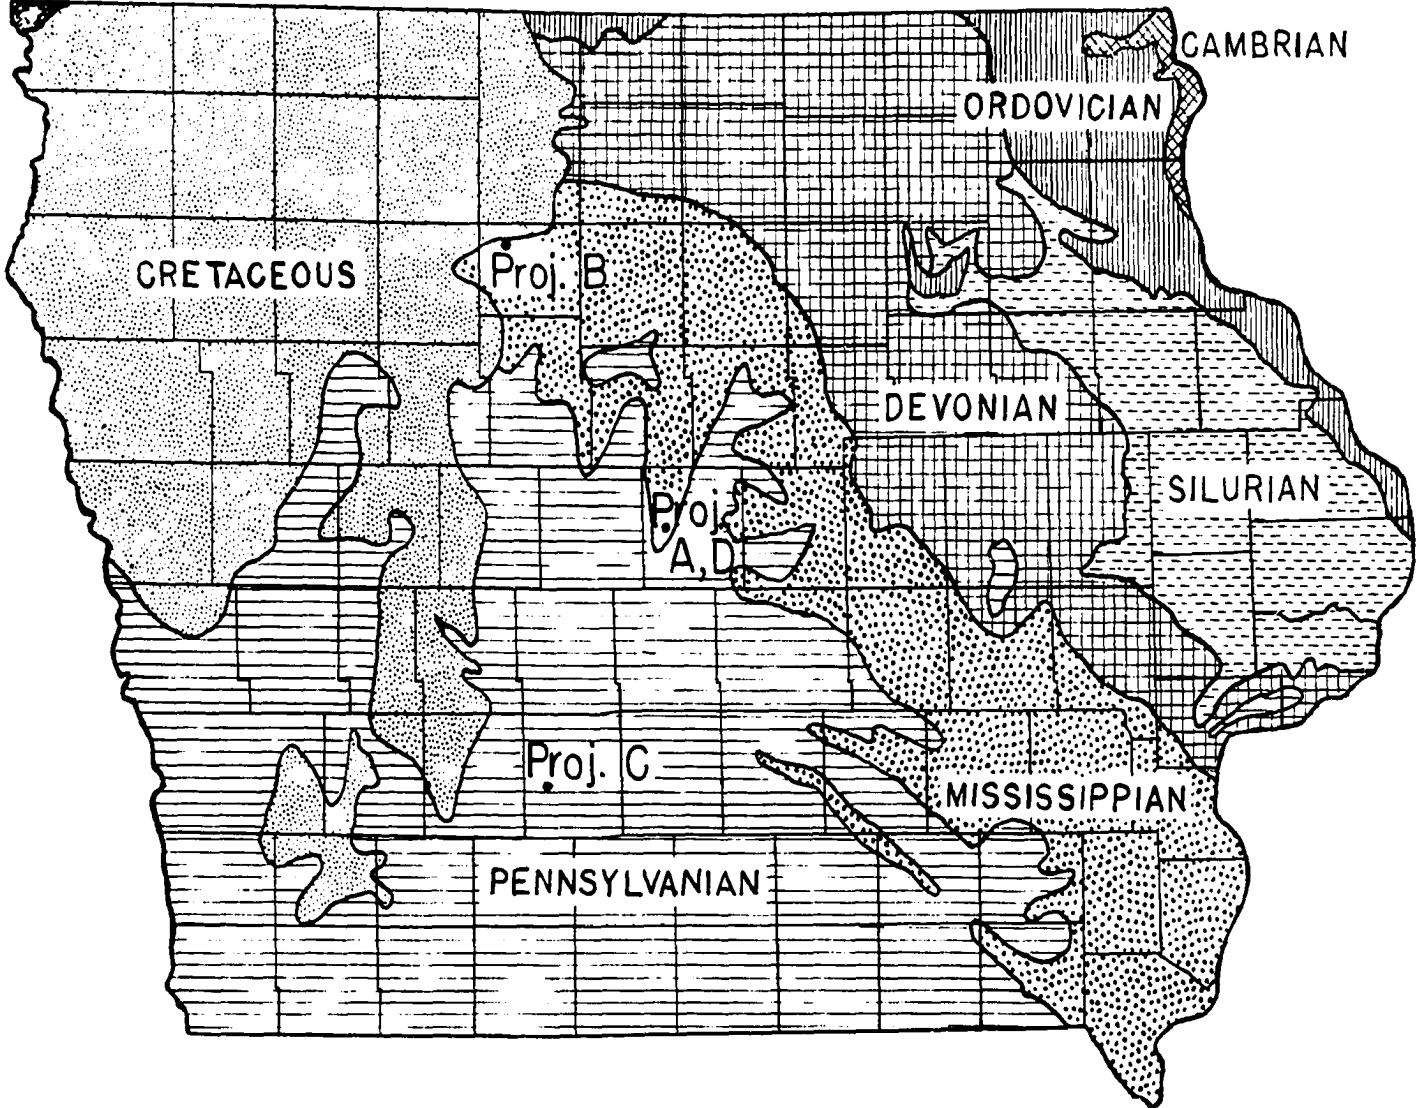 CAMBRIAN
ORDOVICIAN
CRETACEOUS
Proj. B
DEVONIAN
SILURIAN
Proj.
A, D
Proj. C
MISSISSIPPIAN
PENNSYLVANIAN